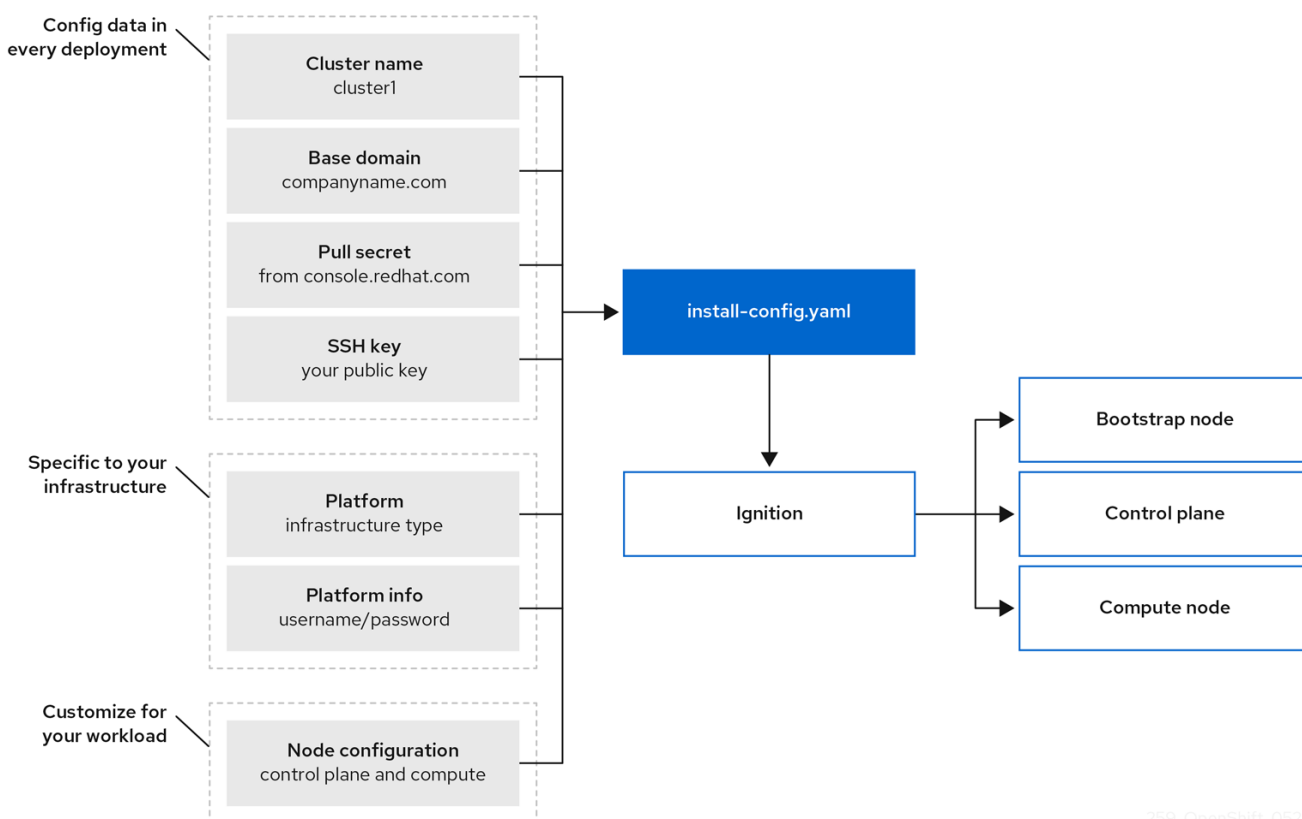 Config data in
every deployment
Cluster name
cluster1
Base domain
companyname.com
Pull secret
from console.redhat.com
SSH key
your public key
install-config.yaml
Specific to your
infrastructure
Platform
infrastructure type
Platform info
username/password
Ignition
Bootstrap node
Control plane
Compute node
Customize for
your workload
Node configuration
control plane and compute